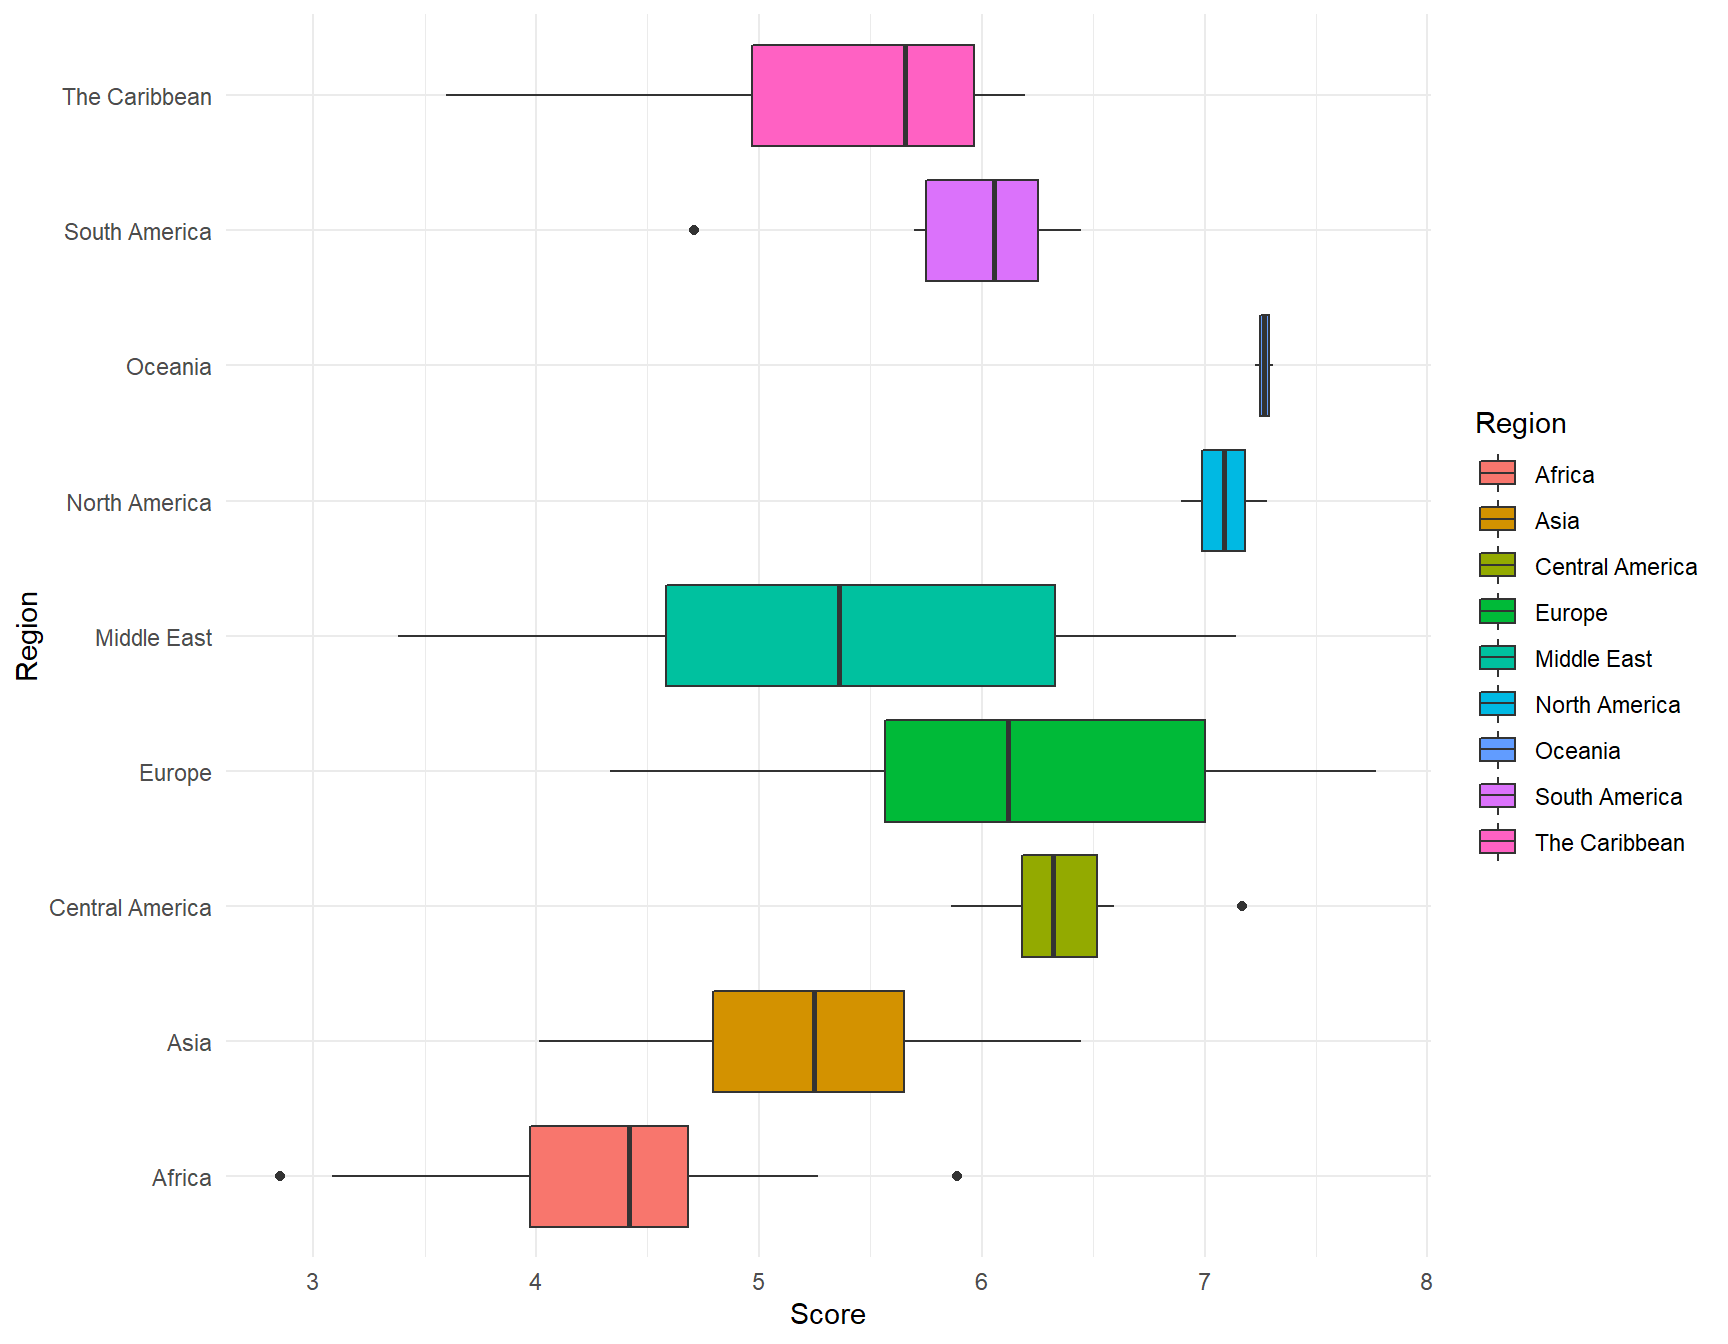 The Caribbean
South America
Oceania
North America
Middle East
Europe
Central America
Asia
Africa
Region
3 4 5 6 7 8
Score
Region
Africa
Asia
Central America
Europe
Middle East
North America
Oceania
South America
The Caribbean